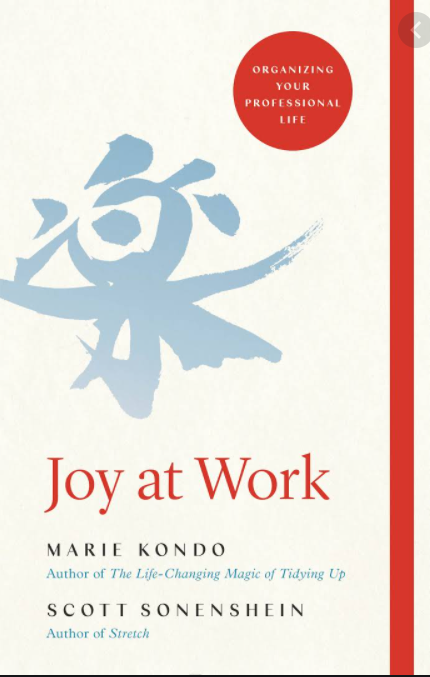 ORGANIZING
YOUR
PROFESSIONAL
LIFE
楽
Joy at Work
MARIE KONDO
Author of The Life-Changing Magic of Tidying Up
SCOTT SONENSHEIN
Author of Stretch